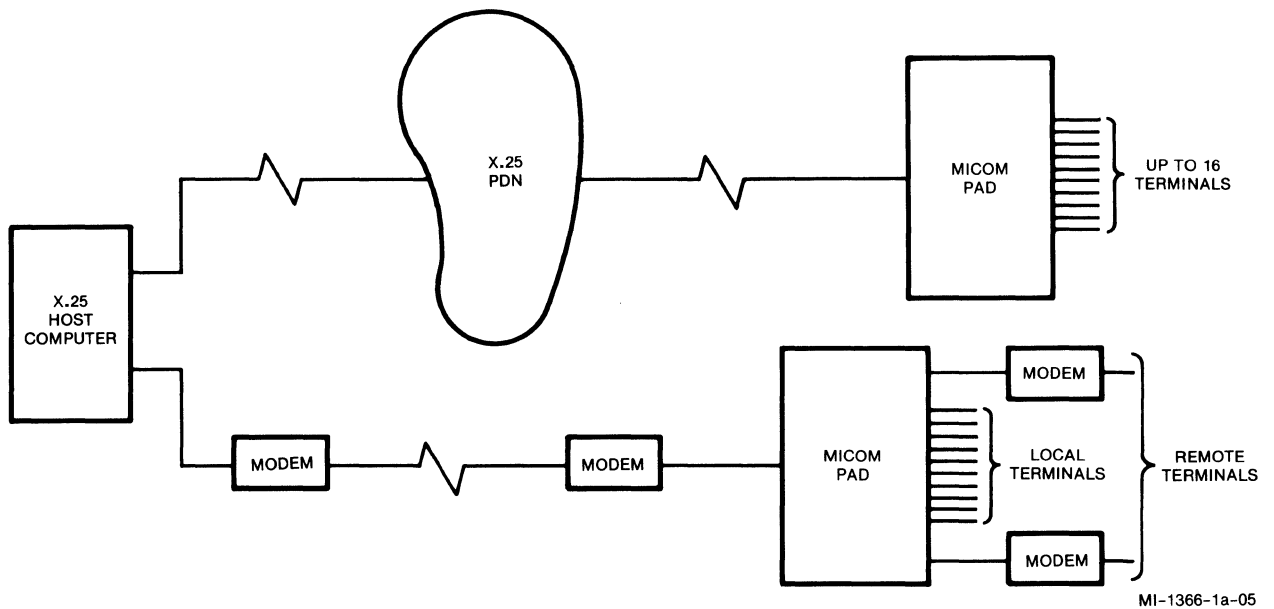 X.25
PDN
MICOM
PAD
UP TO 16
TERMINALS
X.25
HOST
COMPUTER
MODEM
MODEM
MICOM
PAD
MODEM
LOCAL
TERMINALS
REMOTE
TERMINALS
MODEM
MI-1366-1a-05